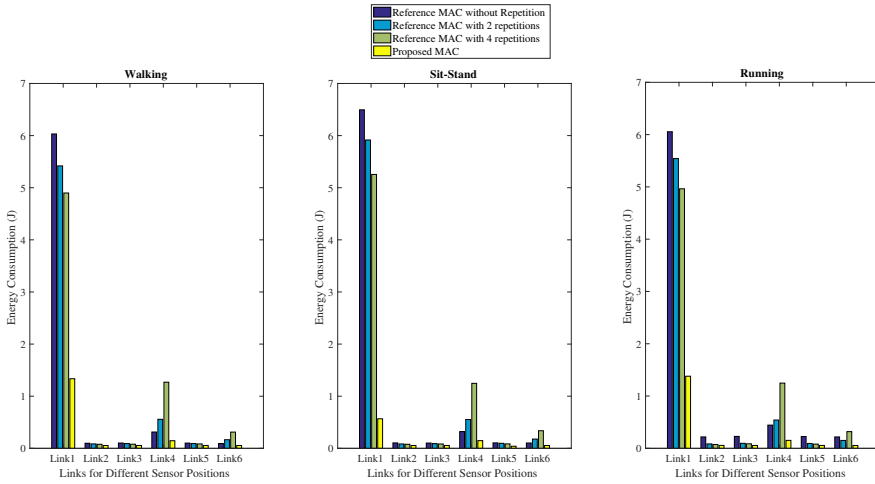 Reference MAC without Repetition
Reference MAC with 2 repetitions
Reference MAC with 4 repetitions
Proposed MAC
Walking
7
6
5
4
3
2
1
0
Energy Consumption (J)
Link1 Link2 Link3 Link4 Link5 Link6
Links for Different Sensor Positions
Sit-Stand
7
6
5
4
3
2
1
0
Energy Consumption (J)
Link1 Link2 Link3 Link4 Link5 Link6
Links for Different Sensor Positions
Running
7
6
5
4
3
2
1
0
Energy Consumption (J)
Link1 Link2 Link3 Link4 Link5 Link6
Links for Different Sensor Positions